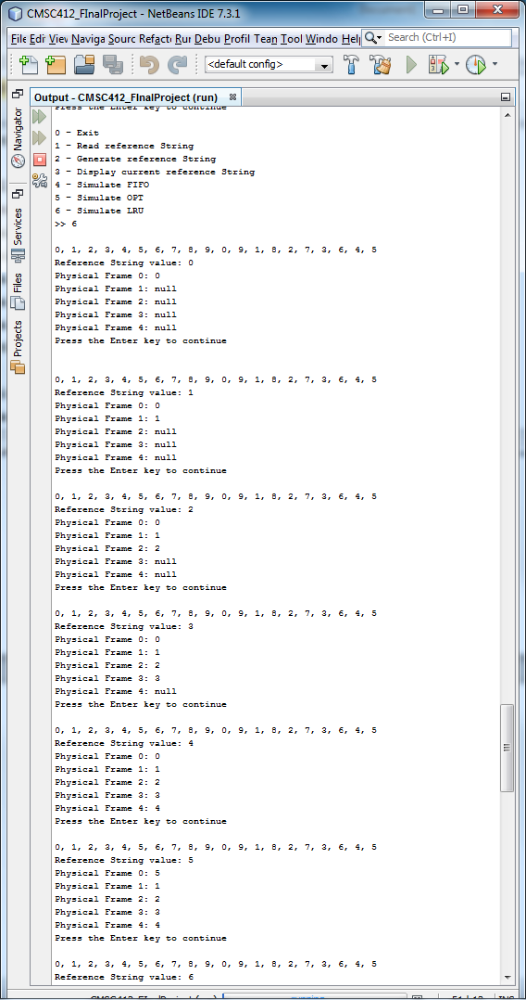 CMSC412_FInalProject - NetBeans IDE 7.3.1
File Edit View Naviga Sourc Refacto Run Debu Profil Tean Tool Windo Help
Search (Ctrl+I)
<default config>
Output - CMSC412_FInalProject (run)
Navigator
Services
Files
Projects
Press the Enter key to continue
0 - Exit
1 - Read reference String
2 - Generate reference String
3 - Display current reference String
4 - Simulate FIFO
5 - Simulate OPT
6 - Simulate LRU
>> 6
0, 1, 2, 3, 4, 5, 6, 7, 8, 9, 0, 9, 1, 8, 2, 7, 3, 6, 4, 5
Reference String value: 0
Physical Frame 0: 0
Physical Frame 1: null
Physical Frame 2: null
Physical Frame 3: null
Physical Frame 4: null
Press the Enter key to continue
0, 1, 2, 3, 4, 5, 6, 7, 8, 9, 0, 9, 1, 8, 2, 7, 3, 6, 4, 5
Reference String value: 1
Physical Frame 0: 0
Physical Frame 1: 1
Physical Frame 2: null
Physical Frame 3: null
Physical Frame 4: null
Press the Enter key to continue
0, 1, 2, 3, 4, 5, 6, 7, 8, 9, 0, 9, 1, 8, 2, 7, 3, 6, 4, 5
Reference String value: 2
Physical Frame 0: 0
Physical Frame 1: 1
Physical Frame 2: 2
Physical Frame 3: null
Physical Frame 4: null
Press the Enter key to continue
0, 1, 2, 3, 4, 5, 6, 7, 8, 9, 0, 9, 1, 8, 2, 7, 3, 6, 4, 5
Reference String value: 3
Physical Frame 0: 0
Physical Frame 1: 1
Physical Frame 2: 2
Physical Frame 3: 3
Physical Frame 4: null
Press the Enter key to continue
0, 1, 2, 3, 4, 5, 6, 7, 8, 9, 0, 9, 1, 8, 2, 7, 3, 6, 4, 5
Reference String value: 4
Physical Frame 0: 0
Physical Frame 1: 1
Physical Frame 2: 2
Physical Frame 3: 3
Physical Frame 4: 4
Press the Enter key to continue
0, 1, 2, 3, 4, 5, 6, 7, 8, 9, 0, 9, 1, 8, 2, 7, 3, 6, 4, 5
Reference String value: 5
Physical Frame 0: 5
Physical Frame 1: 1
Physical Frame 2: 2
Physical Frame 3: 3
Physical Frame 4: 4
Press the Enter key to continue
0, 1, 2, 3, 4, 5, 6, 7, 8, 9, 0, 9, 1, 8, 2, 7, 3, 6, 4, 5
Reference String value: 6